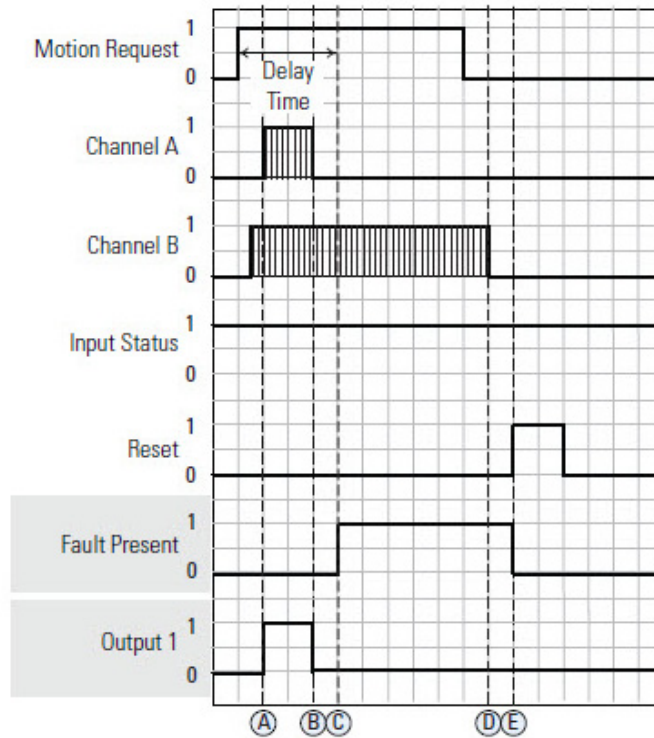 1
Motion Request
0
Delay
Time
1
Channel A
0
1
Channel B
0
1
Input Status
0
1
Reset
0
1
Fault Present
0
1
Output 1
0
A B C D E